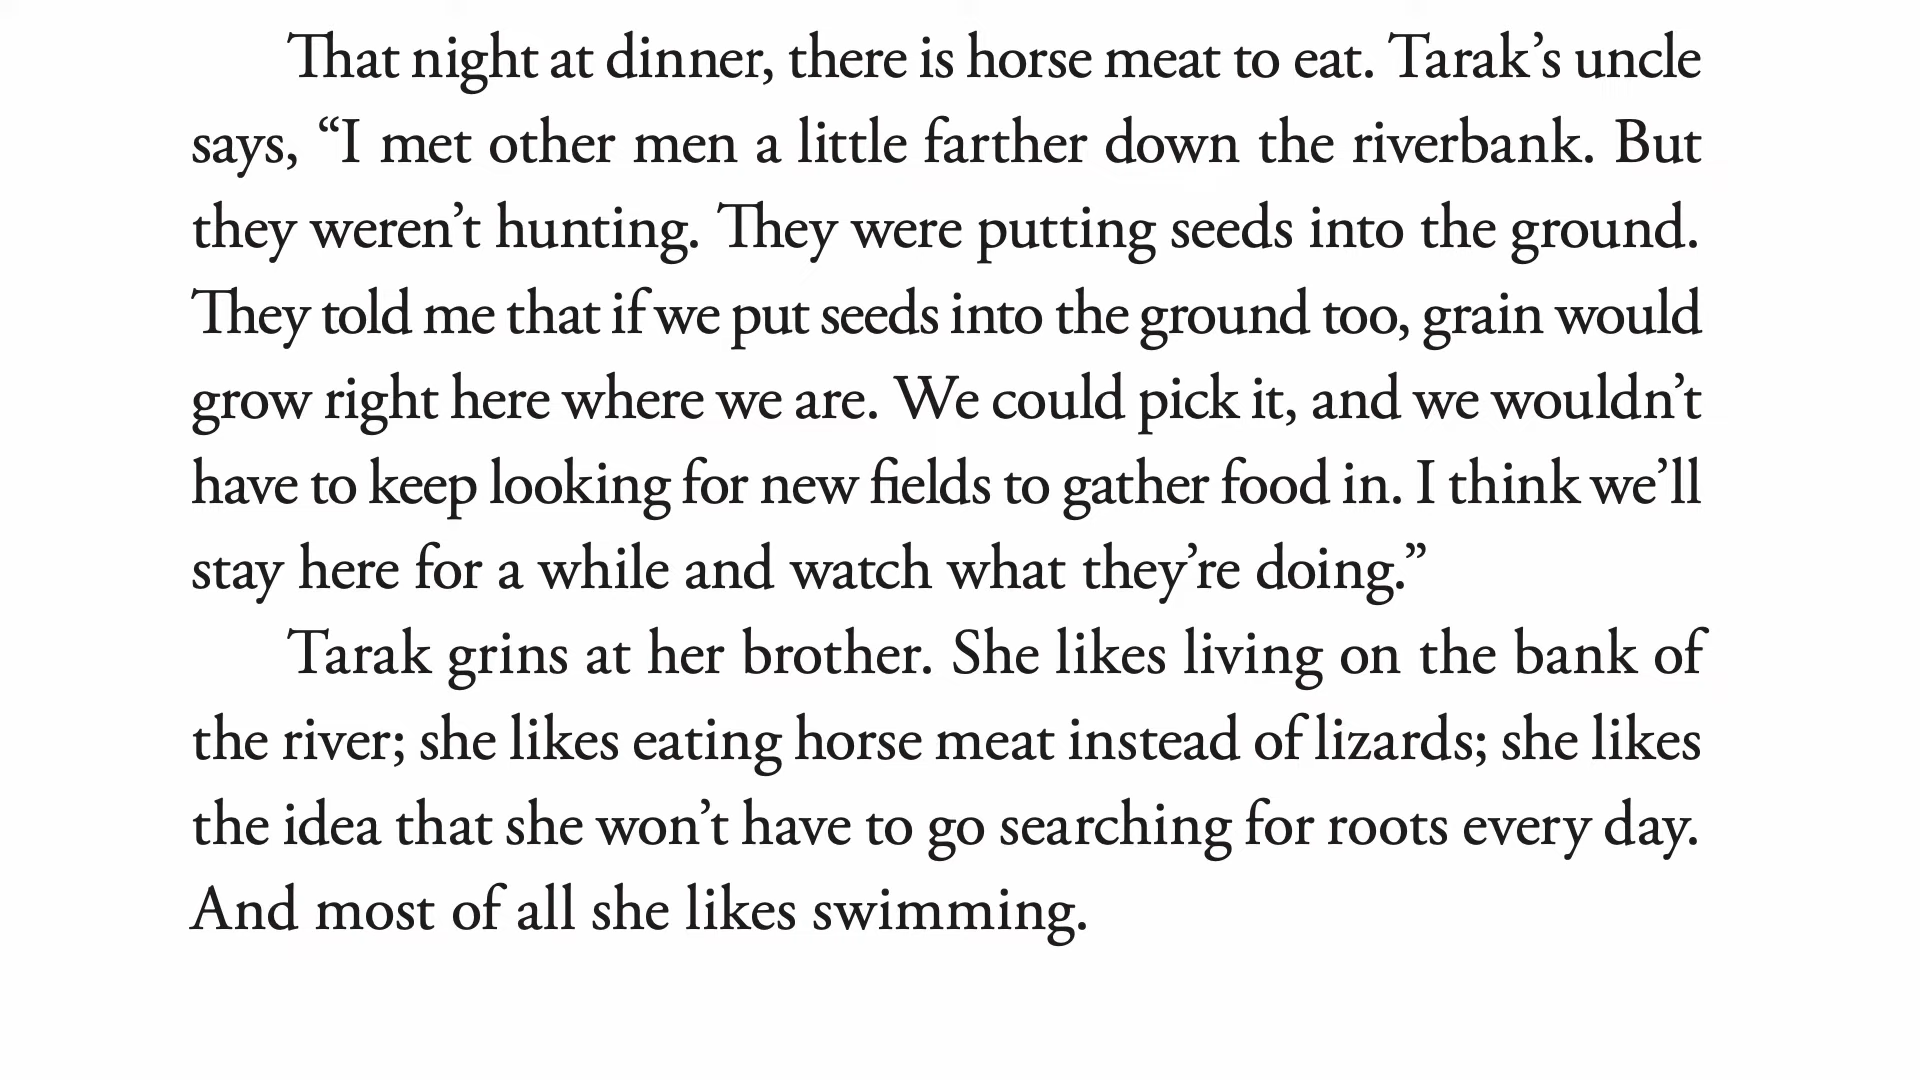 That night at dinner, there is horse meat to eat. Tarak’s uncle
says, “I met other men a little farther down the riverbank. But
they weren’t hunting. They were putting seeds into the ground.
They told me that if we put seeds into the ground too, grain would
grow right here where we are. We could pick it, and we wouldn’t
have to keep looking for new fields to gather food in. I think we’ll
stay here for a while and watch what they’re doing.”
Tarak grins at her brother. She likes living on the bank of
the river; she likes eating horse meat instead of lizards; she likes
the idea that she won’t have to go searching for roots every day.
And most of all she likes swimming.